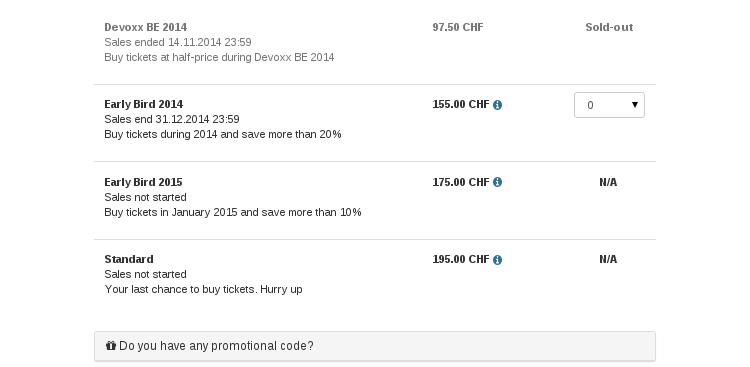 Devoxx BE 2014 97.50 CHF Sold-out
Sales ended 14.11.2014 23:59
Buy tickets at half-price during Devoxx BE 2014
Early Bird 2014 155.00 CHF 0
Sales end 31.12.2014 23:59
Buy tickets during 2014 and save more than 20%
Early Bird 2015 175.00 CHF N/A
Sales not started
Buy tickets in January 2015 and save more than 10%
Standard 195.00 CHF N/A
Sales not started
Your last chance to buy tickets. Hurry up
Do you have any promotional code?